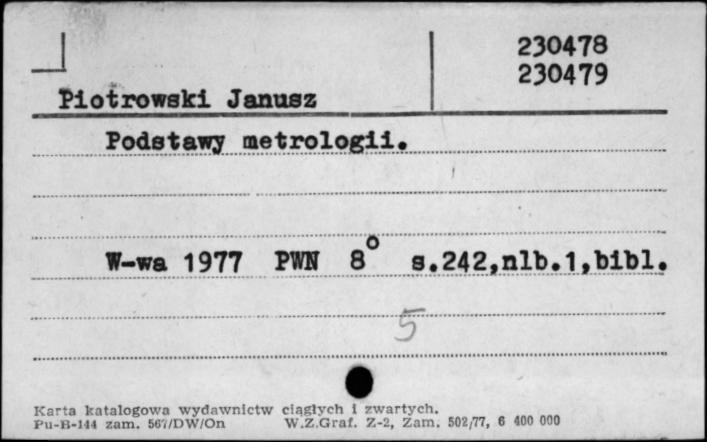 230478
230479
Piotrowski Janusz
Podstawy metrologii.
W-wa 1977 PWN 8° s.242,nlb.1,bibl.
5
Karta katalogowa wydawnictw ciągłych i zwartych.
Pu-B-144 zam. 567/DW/On W.Z.Graf. Z-2, Zam. 502/77, 6 400 000